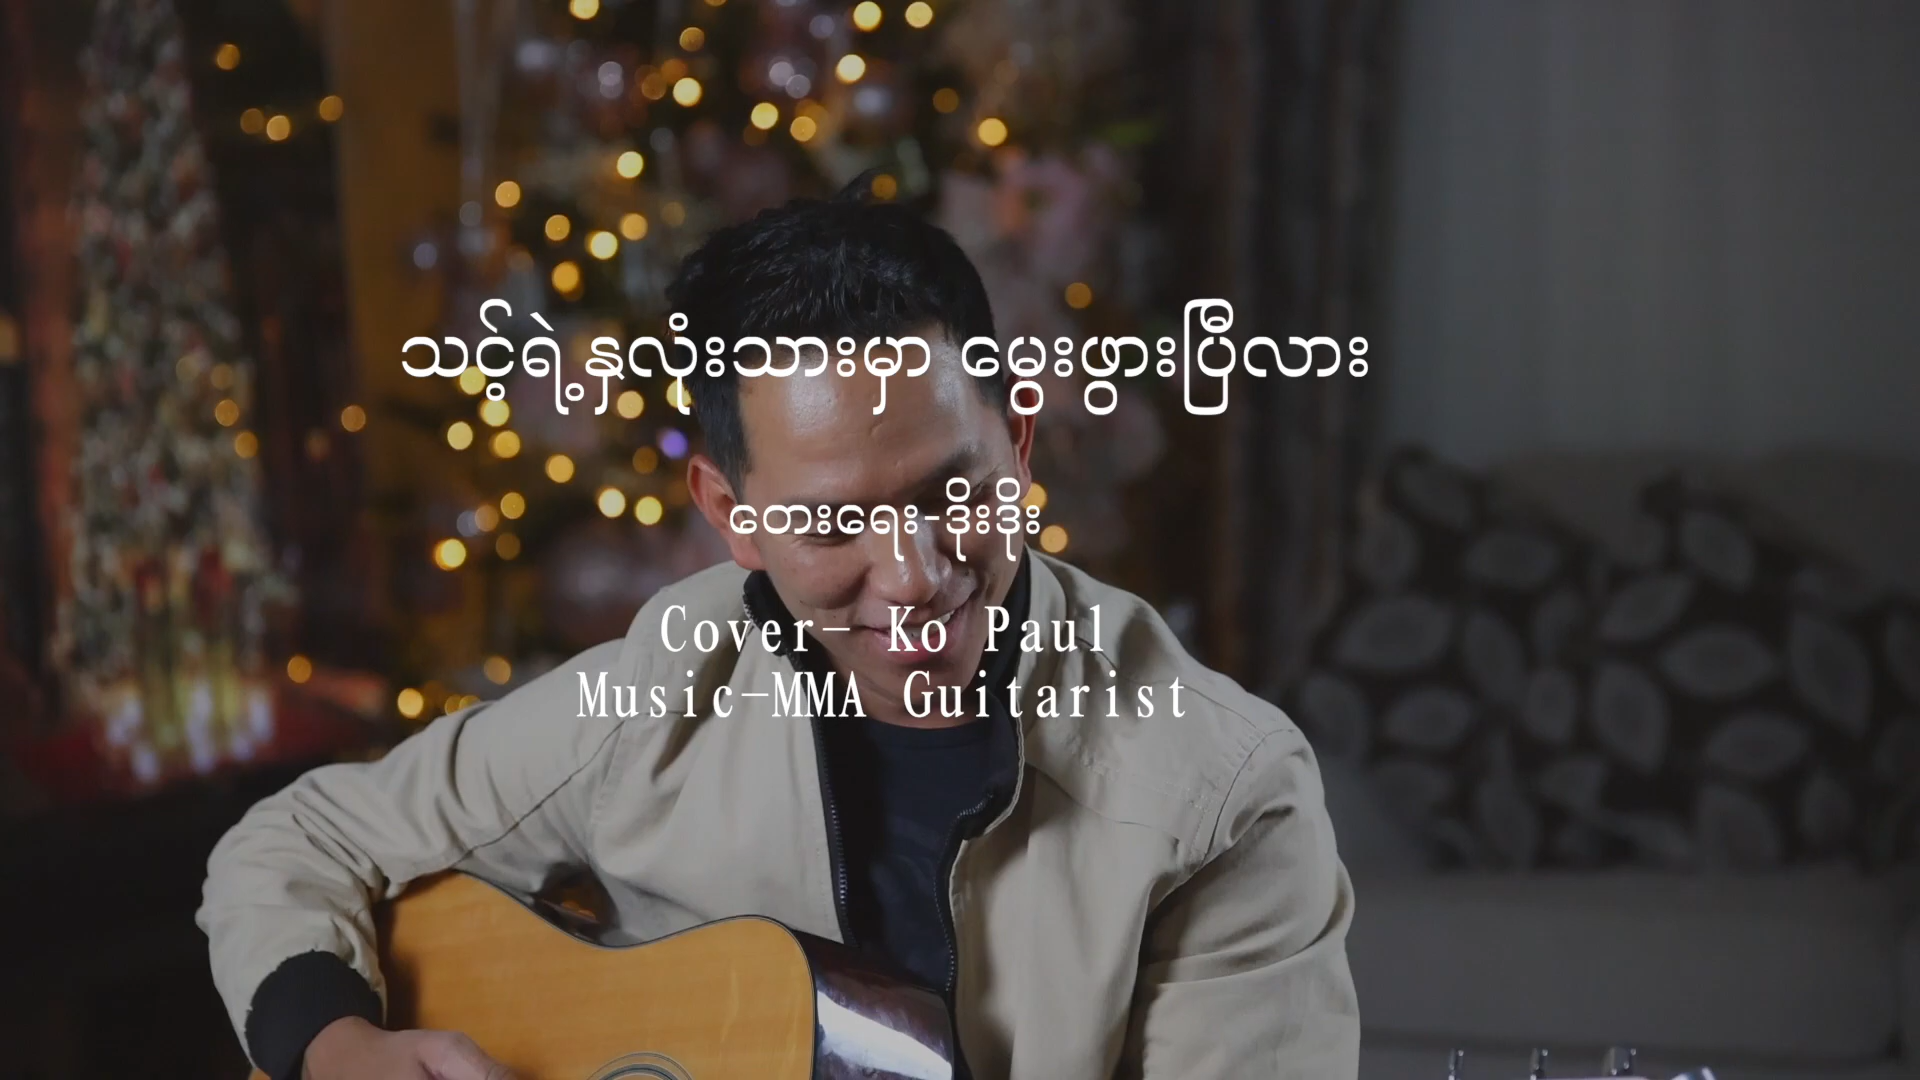 သင့်ရဲ့နှလုံးသားမှာ မွေးဖွားပြီလား
တေးရေး-ဒိုးဒိုး
Cover- Ko Paul
Music-MMA Guitarist